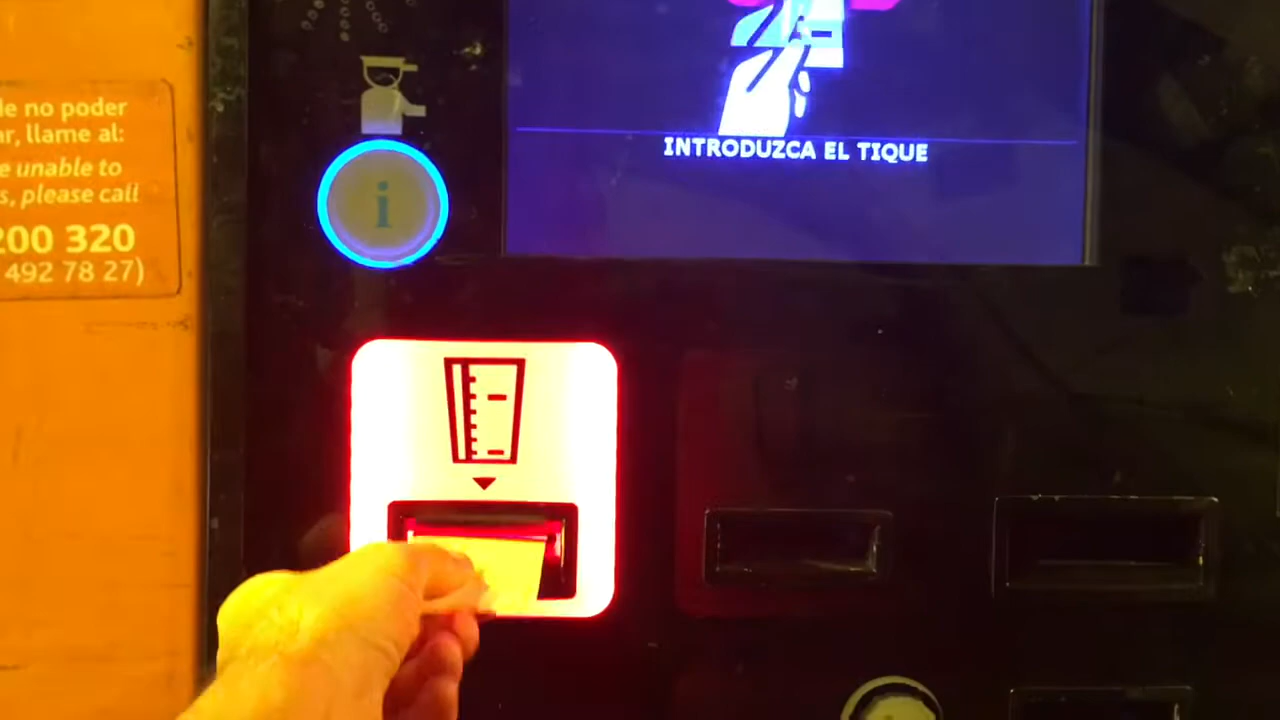 de no poder
ar, llame al:
e unable to
s, please call
200 320
492 78 27)
INTRODUZCA EL TIQUE
i